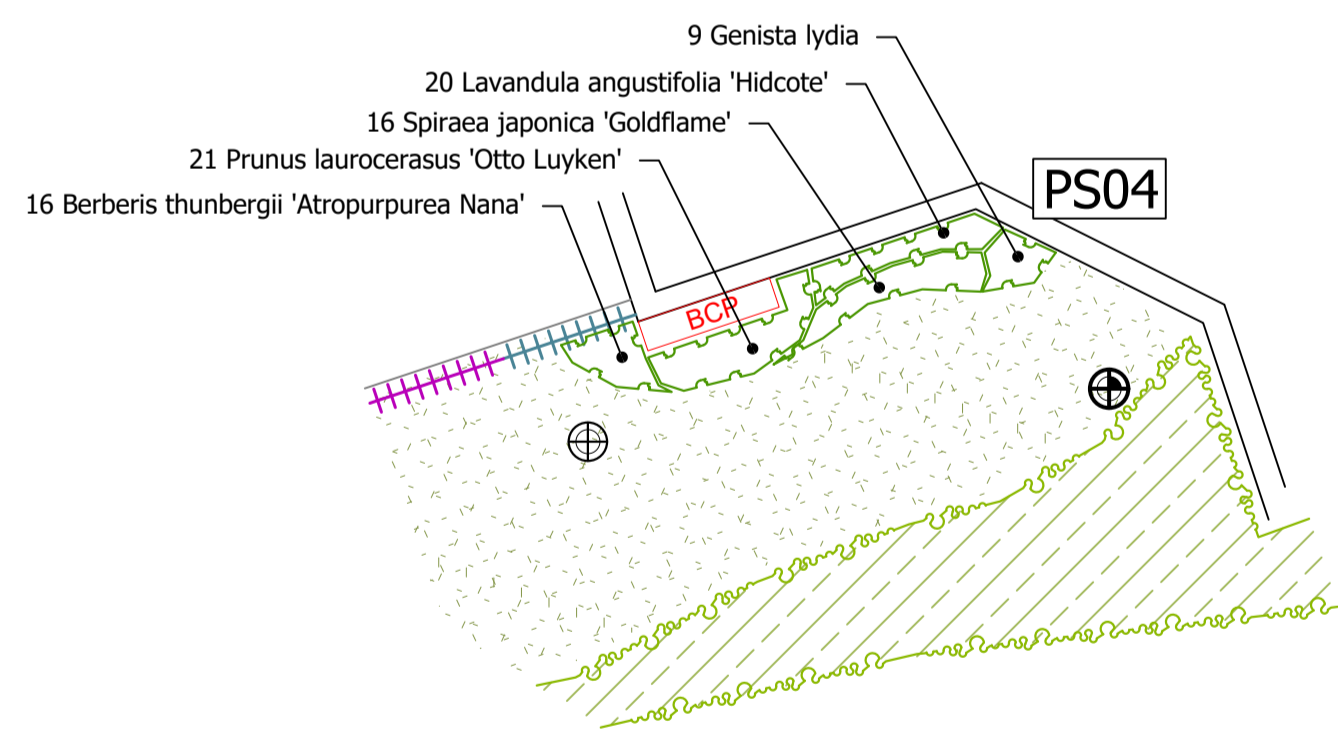 9 Genista lydia
20 Lavandula angustifolia 'Hidcote'
16 Spiraea japonica 'Goldflame'
21 Prunus laurocerasus 'Otto Luyken'
16 Berberis thunbergii 'Atropurpurea Nana'
PS04
BCP